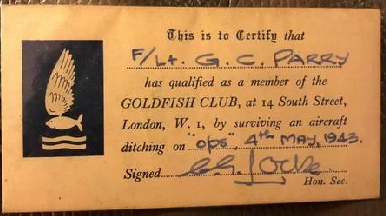 This is to Certify that
F/Lt. G. C. PARRY
has qualified as a member of the
GOLDFISH CLUB, at 14 South Street,
London, W. 1, by surviving an aircraft
ditching on "ops". 4th MAY, 1943.
Signed
Hon. Sec.